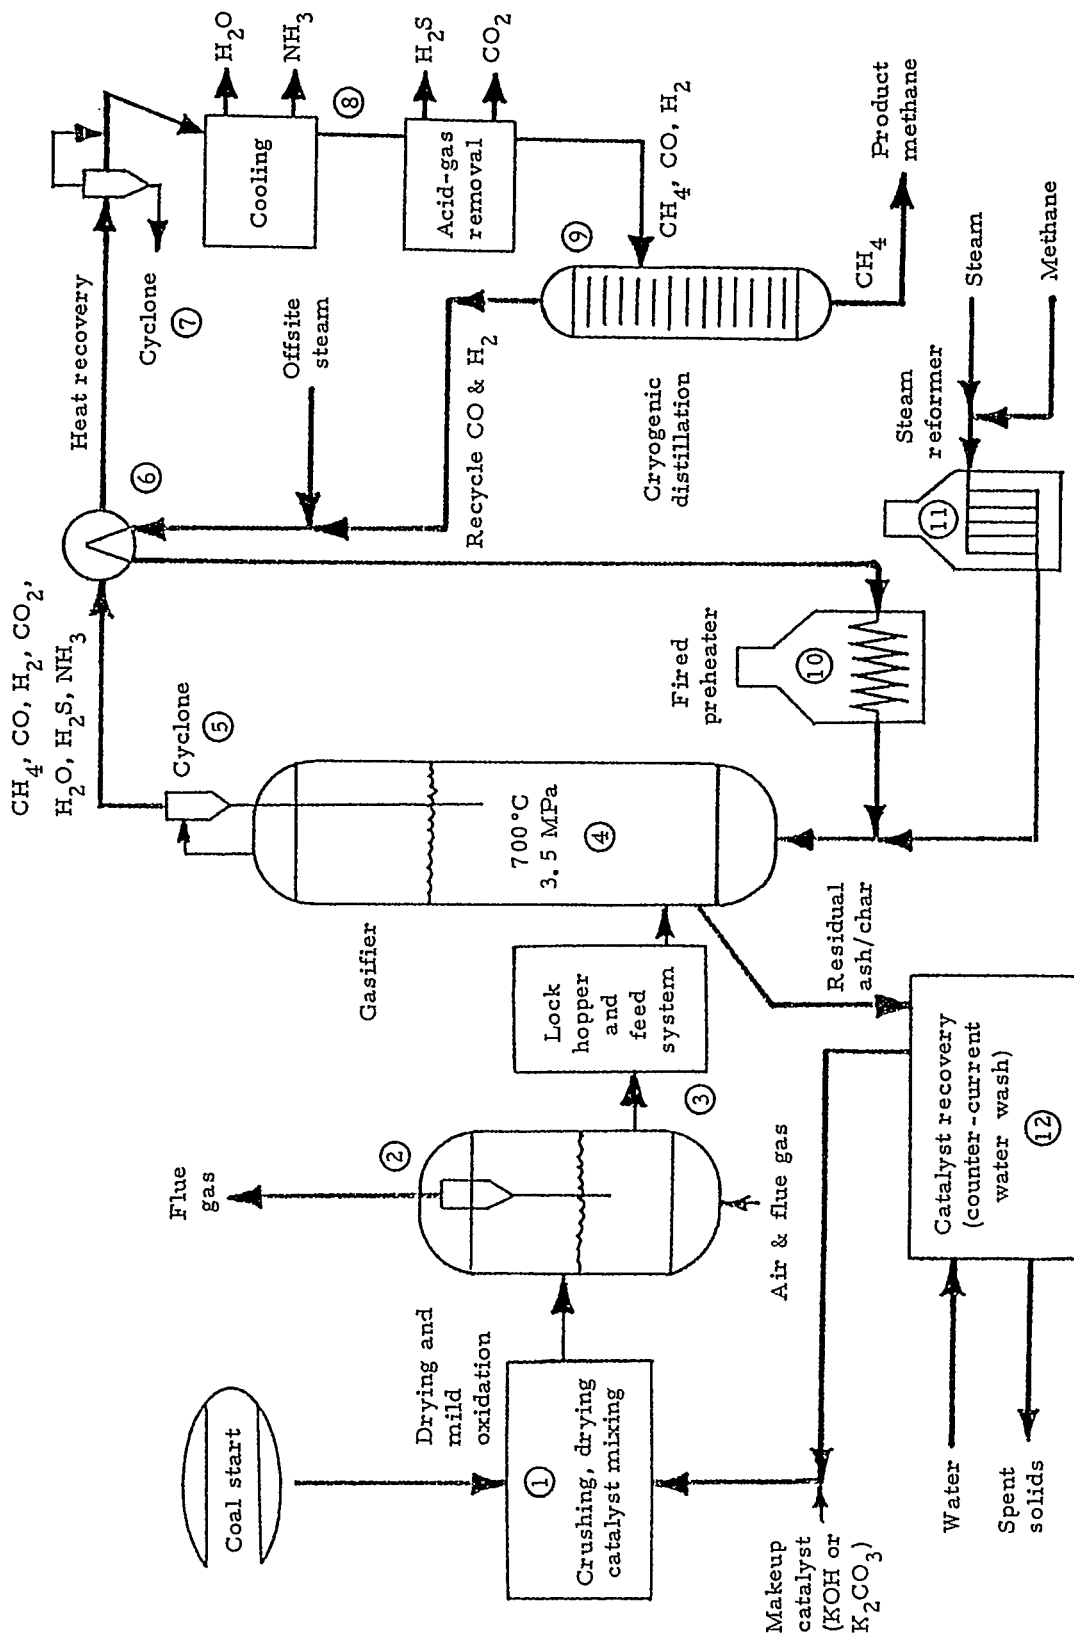 Coal start
Drying and
mild
oxidation
1
Crushing, drying
catalyst mixing
Makeup
catalyst
(KOH or
K₂CO₃)
Flue
gas
2
3
Air & flue gas
Lock
hopper
and
feed
system
Gasifier
700°C
3.5 MPa
4
Cyclone
5
CH₄, CO, H₂, CO₂,
H₂O, H₂S, NH₃
6
Heat recovery
Cyclone
7
Cooling
H₂O
NH₃
8
Acid-gas
removal
H₂S
CO₂
CH₄, CO, H₂
9
Offsite
steam
Recycle CO & H₂
Cryogenic
distillation
CH₄
Product
methane
Fired
preheater
10
Steam
reformer
11
Steam
Methane
Residual
ash/char
Catalyst recovery
(counter-current
water wash)
12
Water
Spent
solids